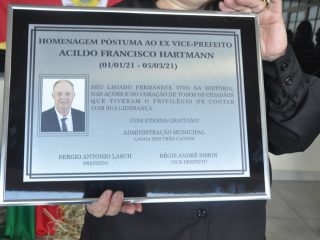 HOMENAGEM PÓSTUMA AO EX VICE-PREFEITO
ACILDO FRANCISCO HARTMANN
(01/01/21 - 05/03/21)
SEU LEGADO PERMANECE VIVO NA HISTÓRIA,
NAS AÇÕES E NO CORAÇÃO DE TODOS OS CIDADÃOS
QUE TIVERAM O PRIVILÉGIO DE CONTAR
COM SUA LIDERANÇA.
COM ETERNA GRATIDÃO!
ADMINISTRAÇÃO MUNICIPAL
LAGOA DOS TRÊS CANTOS
SERGIO ANTONIO LASCH
PREFEITO
RÉGIS ANDRÉ SIMON
VICE-PREFEITO